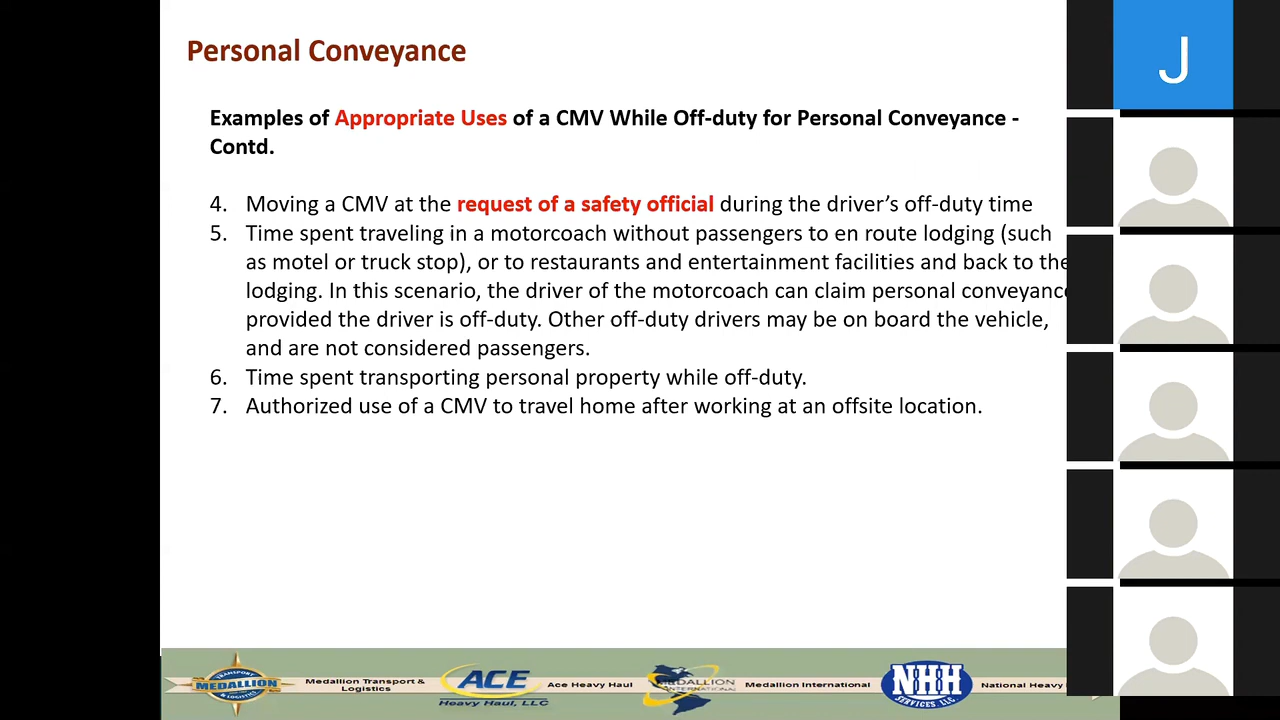 Personal Conveyance
J
Examples of Appropriate Uses of a CMV While Off-duty for Personal Conveyance -
Contd.
4. Moving a CMV at the request of a safety official during the driver’s off-duty time
5. Time spent traveling in a motorcoach without passengers to en route lodging (such
as motel or truck stop), or to restaurants and entertainment facilities and back to the
lodging. In this scenario, the driver of the motorcoach can claim personal conveyance
provided the driver is off-duty. Other off-duty drivers may be on board the vehicle,
and are not considered passengers.
6. Time spent transporting personal property while off-duty.
7. Authorized use of a CMV to travel home after working at an offsite location.
TRANSPORT
MEDALLION
& LOGISTICS
Medallion Transport &
Logistics
ACE
Heavy Haul, LLC
Ace Heavy Haul
MEDALLION
INTERNATIONAL
Medallion International
NHH
SERVICES, LLC
National Heavy